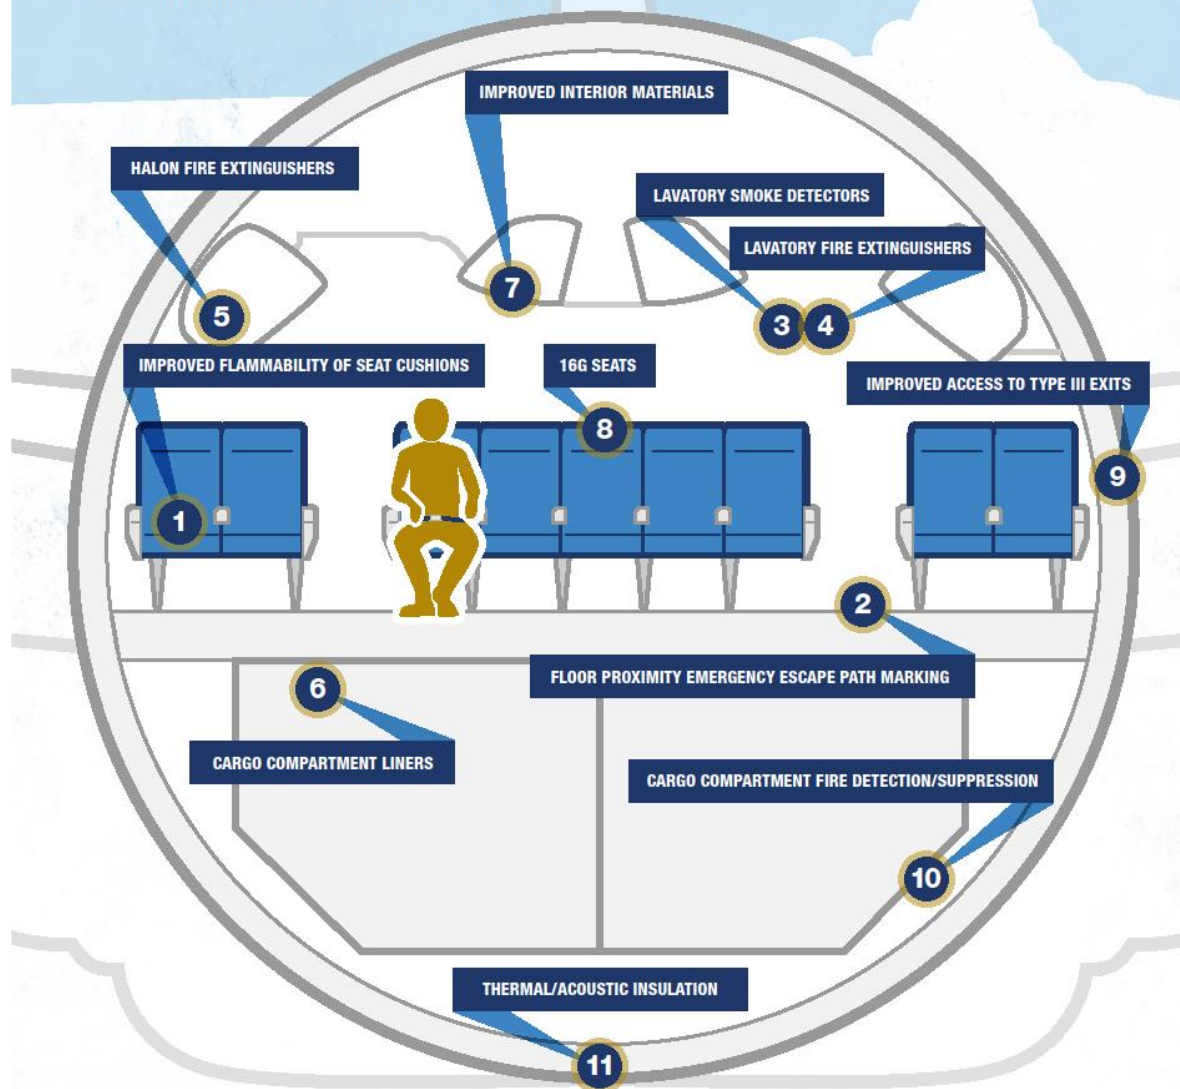 IMPROVED INTERIOR MATERIALS
HALON FIRE EXTINGUISHERS
LAVATORY SMOKE DETECTORS
LAVATORY FIRE EXTINGUISHERS
7
5
3
4
IMPROVED FLAMMABILITY OF SEAT CUSHIONS
16G SEATS
IMPROVED ACCESS TO TYPE III EXITS
8
9
1
2
FLOOR PROXIMITY EMERGENCY ESCAPE PATH MARKING
6
CARGO COMPARTMENT LINERS
CARGO COMPARTMENT FIRE DETECTION/SUPPRESSION
10
THERMAL/ACOUSTIC INSULATION
11